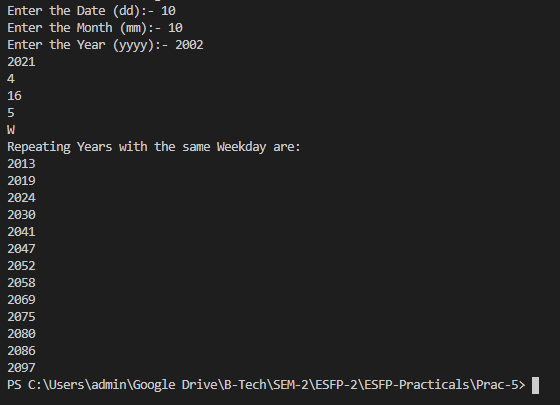 Enter the Date (dd):- 10
Enter the Month (mm):- 10
Enter the Year (yyyy):- 2002
2021
4
16
5
W
Repeating Years with the same Weekday are:
2013
2019
2024
2030
2041
2047
2052
2058
2069
2075
2080
2086
2097
PS C:\Users\admin\Google Drive\B-Tech\SEM-2\ESFP-2\ESFP-Practicals\Prac-5>